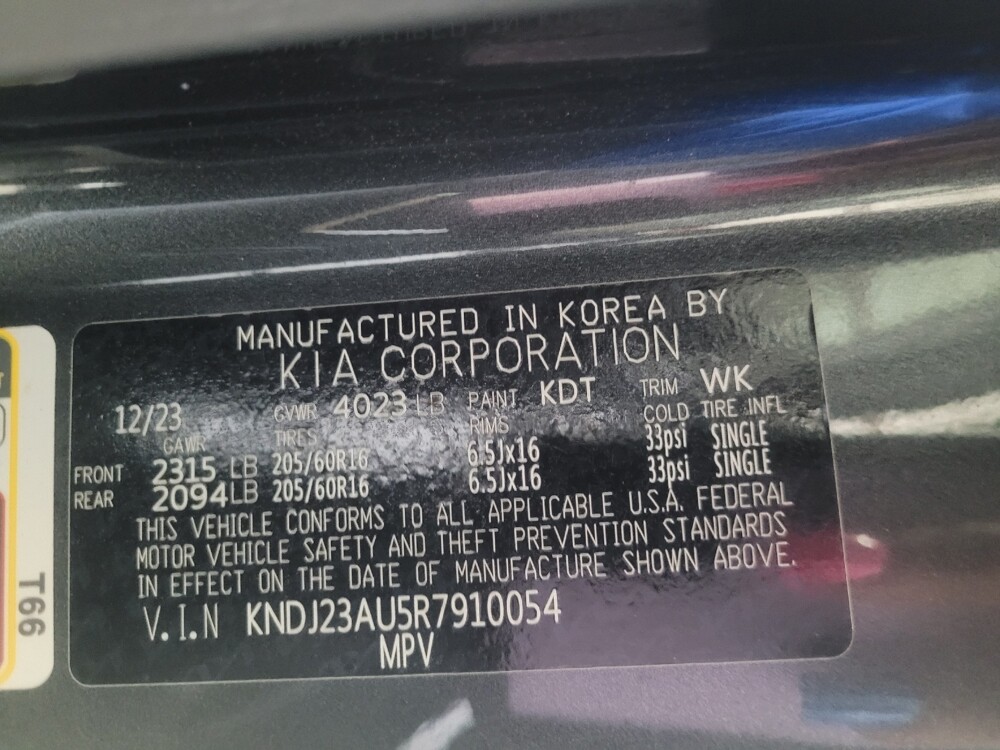 MANUFACTURED IN KOREA BY
KIA CORPORATION
12/23 GVWR 4023 LB PAINT KDT TRIM WK
GAWR TIRES RIMS COLD TIRE INFL
FRONT 2315 LB 205/60R16 6.5Jx16 33psi SINGLE
REAR 2094 LB 205/60R16 6.5Jx16 33psi SINGLE
THIS VEHICLE CONFORMS TO ALL APPLICABLE U.S.A. FEDERAL
MOTOR VEHICLE SAFETY AND THEFT PREVENTION STANDARDS
IN EFFECT ON THE DATE OF MANUFACTURE SHOWN ABOVE.
V.I.N KNDJ23AU5R7910054
MPV
T66